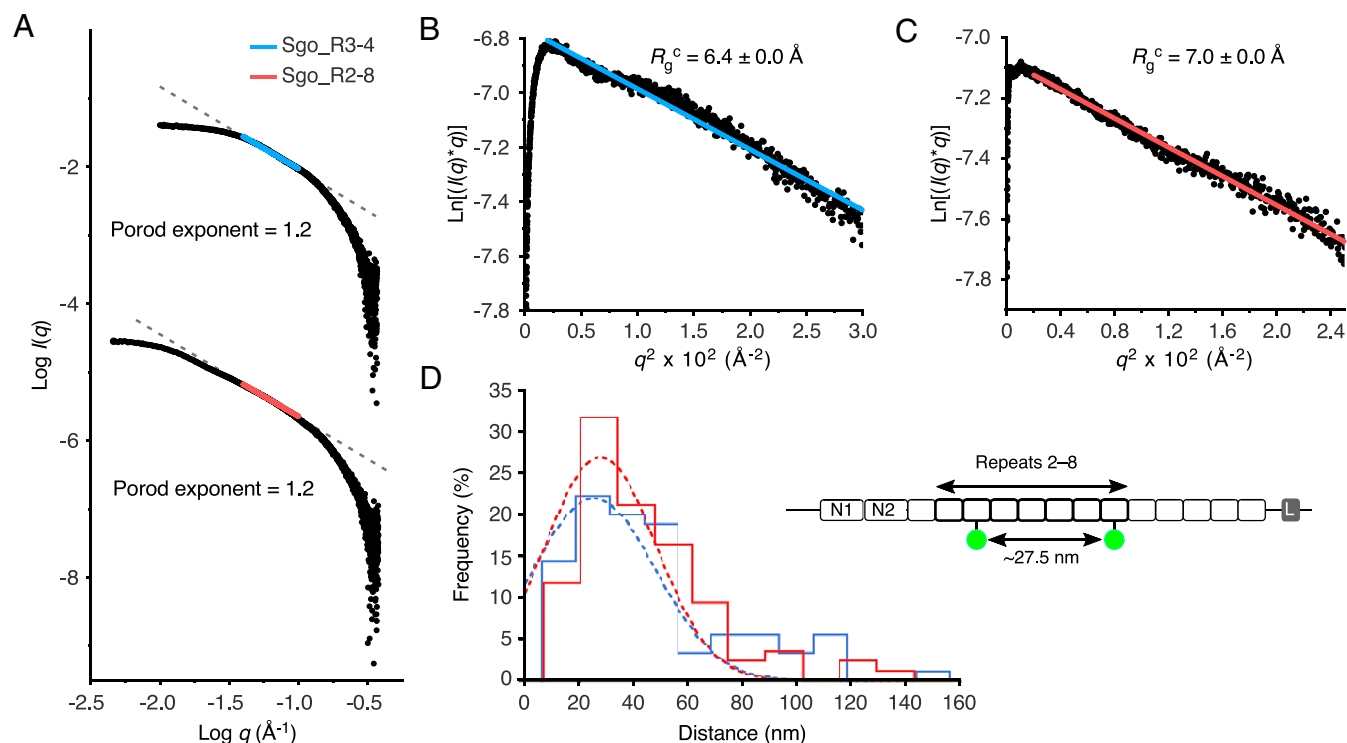 A
Sgo_R3-4
Sgo_R2-8
0
-2
-4
-6
-8
Log I(q)
Porod exponent = 1.2
Porod exponent = 1.2
-2.5 -2.0 -1.5 -1.0 -0.5
Log q (Å⁻¹)
B
Rgᶜ = 6.4 ± 0.0 Å
-6.8
-7.0
-7.2
-7.4
-7.6
-7.8
Ln[(I(q)*q)]
0 0.5 1.0 1.5 2.0 2.5 3.0
q² x 10² (Å⁻²)
C
Rgᶜ = 7.0 ± 0.0 Å
-7.0
-7.2
-7.4
-7.6
-7.8
Ln[(I(q)*q)]
0 0.4 0.8 1.2 1.6 2.0 2.4
q² x 10² (Å⁻²)
D
35
30
25
20
15
10
5
0
Frequency (%)
0 20 40 60 80 100 120 140 160
Distance (nm)
Repeats 2–8
N1 N2 L
~27.5 nm